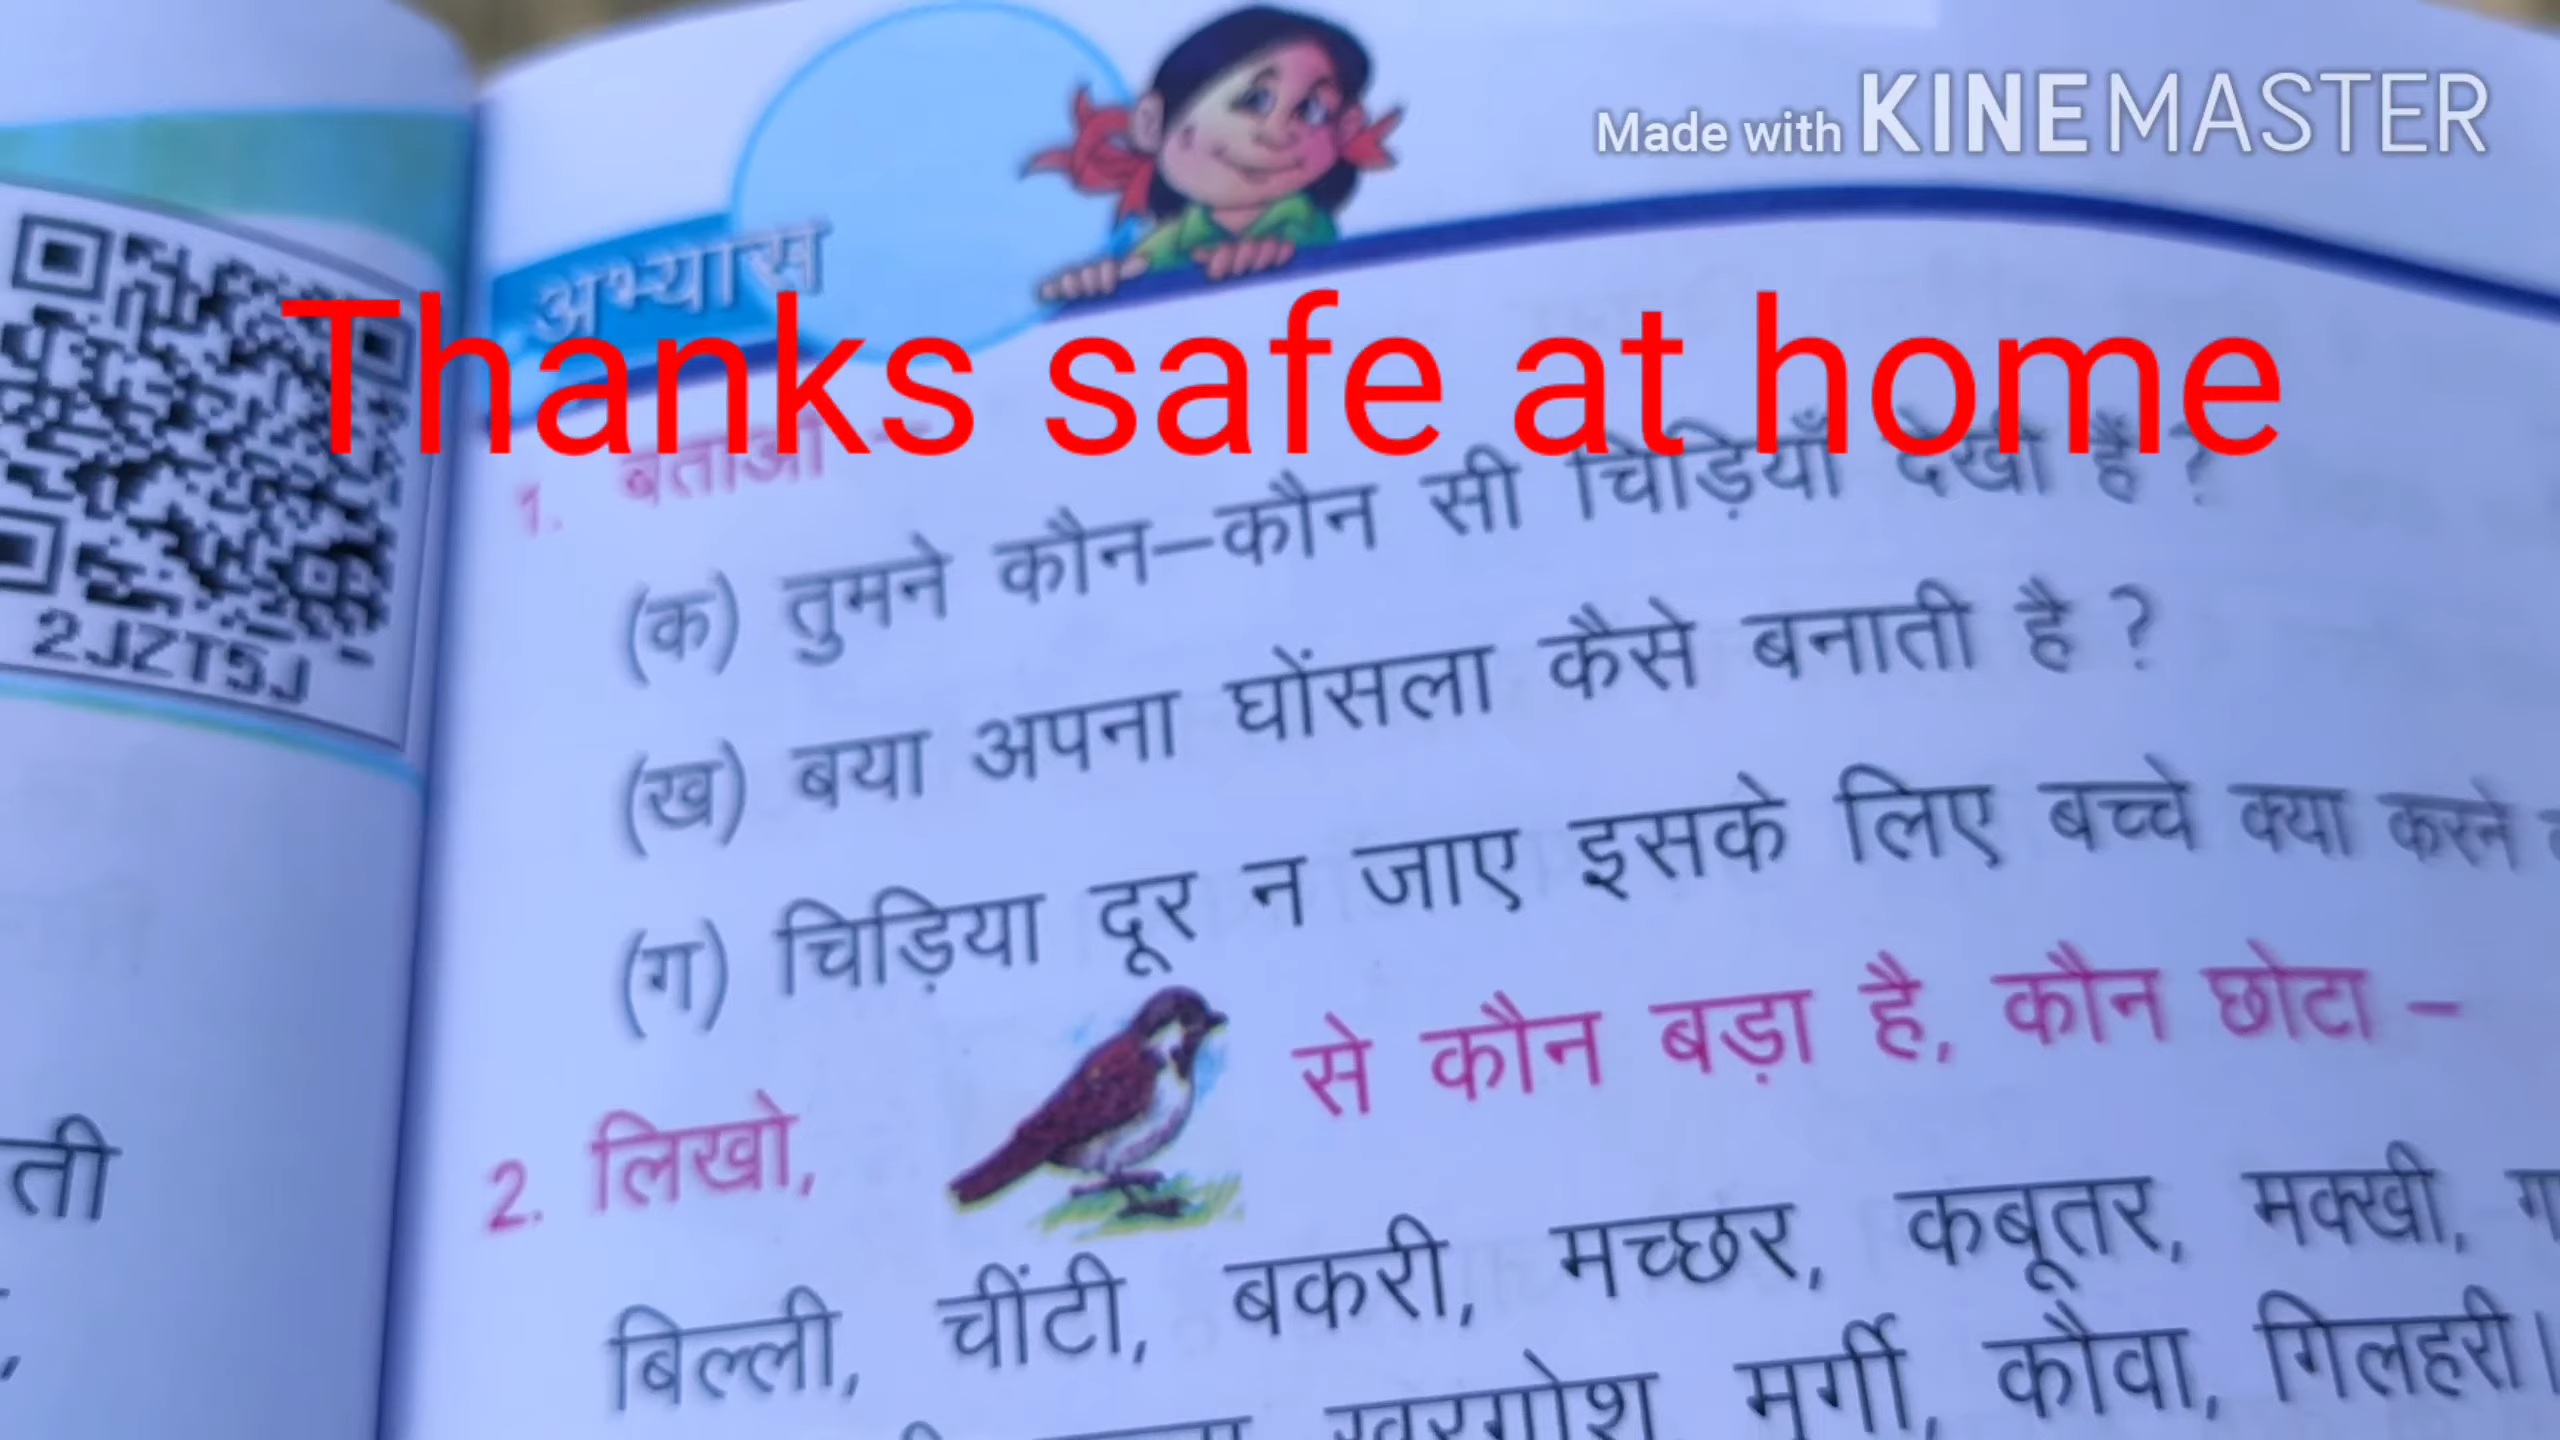 Made with KINEMASTER
अभ्यास
Thanks safe at home
1. बताओ –
(क) तुमने कौन–कौन सी चिड़ियाँ देखी हैं ?
(ख) बया अपना घोंसला कैसे बनाती है ?
(ग) चिड़िया दूर न जाए इसके लिए बच्चे क्या करने
2. लिखो, से कौन बड़ा है, कौन छोटा –
बिल्ली, चींटी, बकरी, मच्छर, कबूतर, मक्खी,
खरगोश, मुर्गी, कौवा, गिलहरी।
2JZT5J
ती